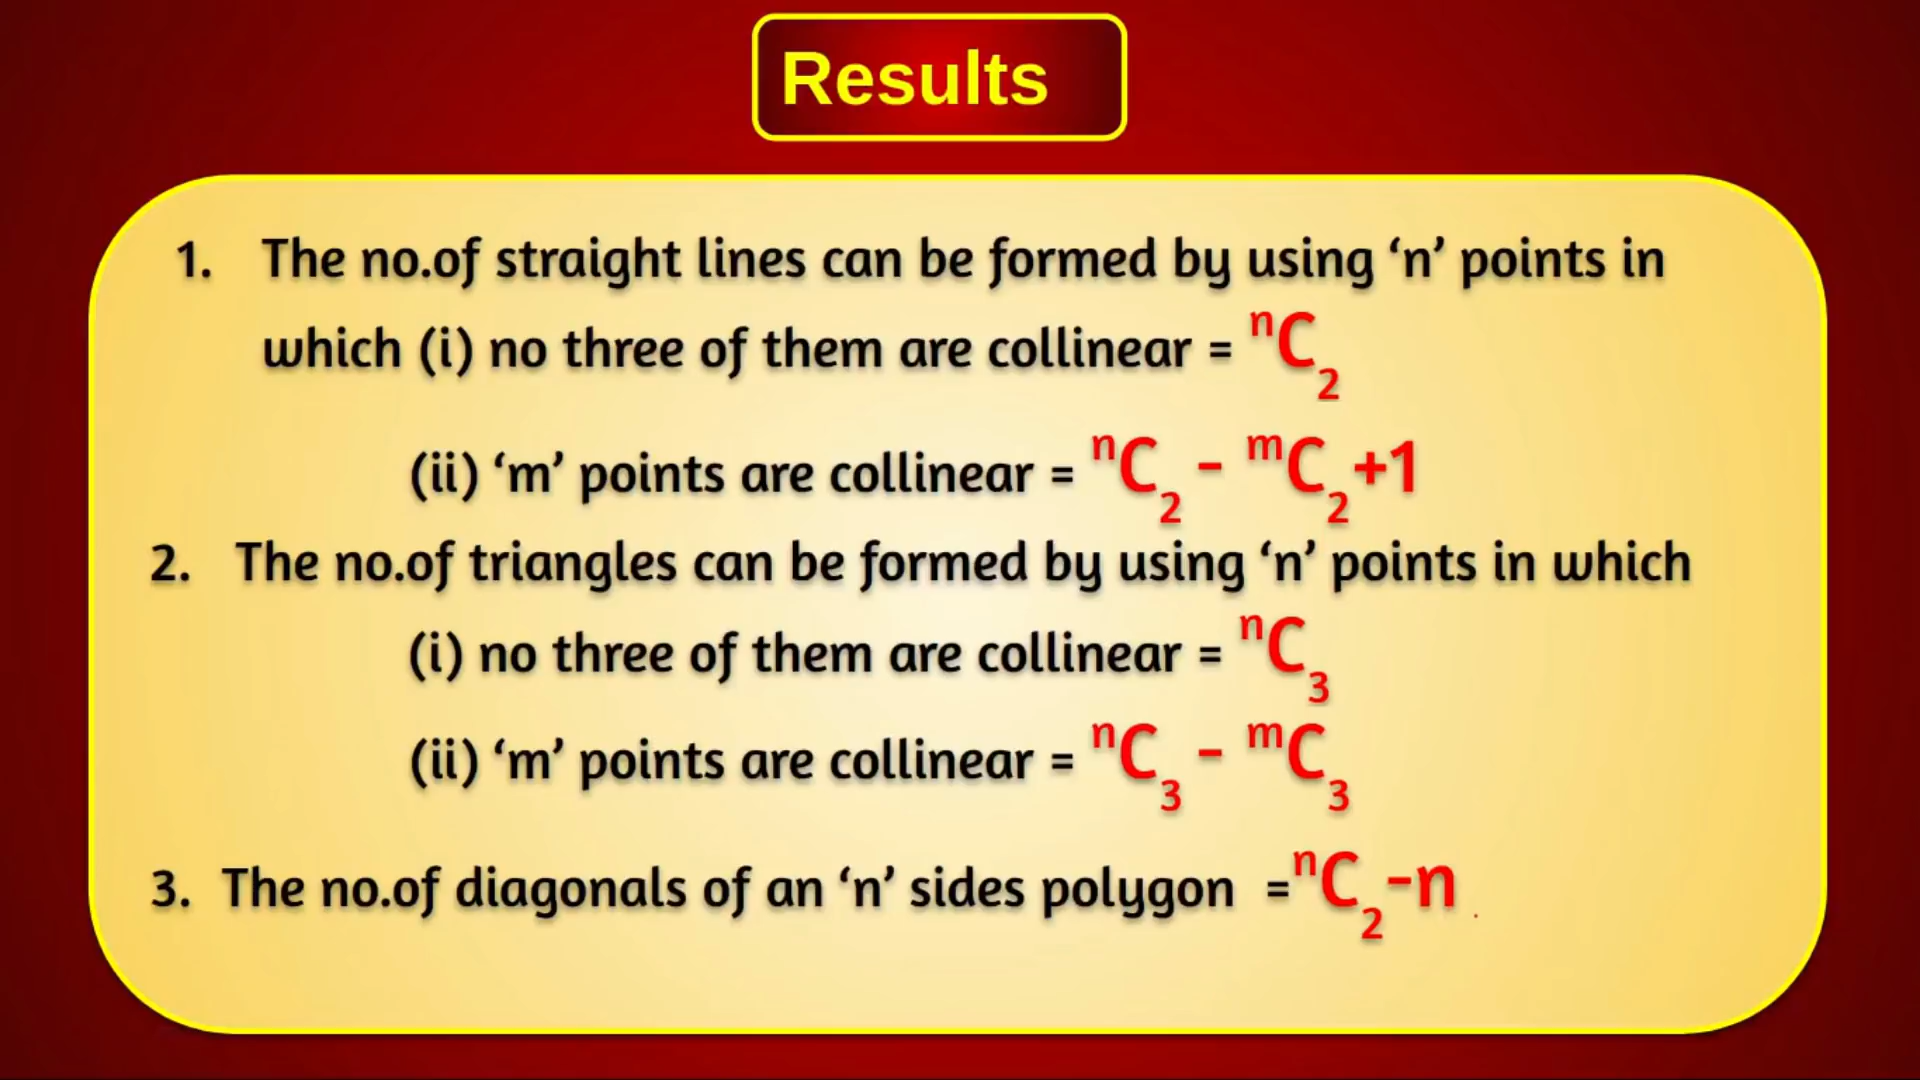 Results
1. The no.of straight lines can be formed by using ‘n’ points in
which (i) no three of them are collinear = ⁿC₂
(ii) ‘m’ points are collinear = ⁿC₂ - ᵐC₂+1
2. The no.of triangles can be formed by using ‘n’ points in which
(i) no three of them are collinear = ⁿC₃
(ii) ‘m’ points are collinear = ⁿC₃ - ᵐC₃
3. The no.of diagonals of an ‘n’ sides polygon =ⁿC₂-n